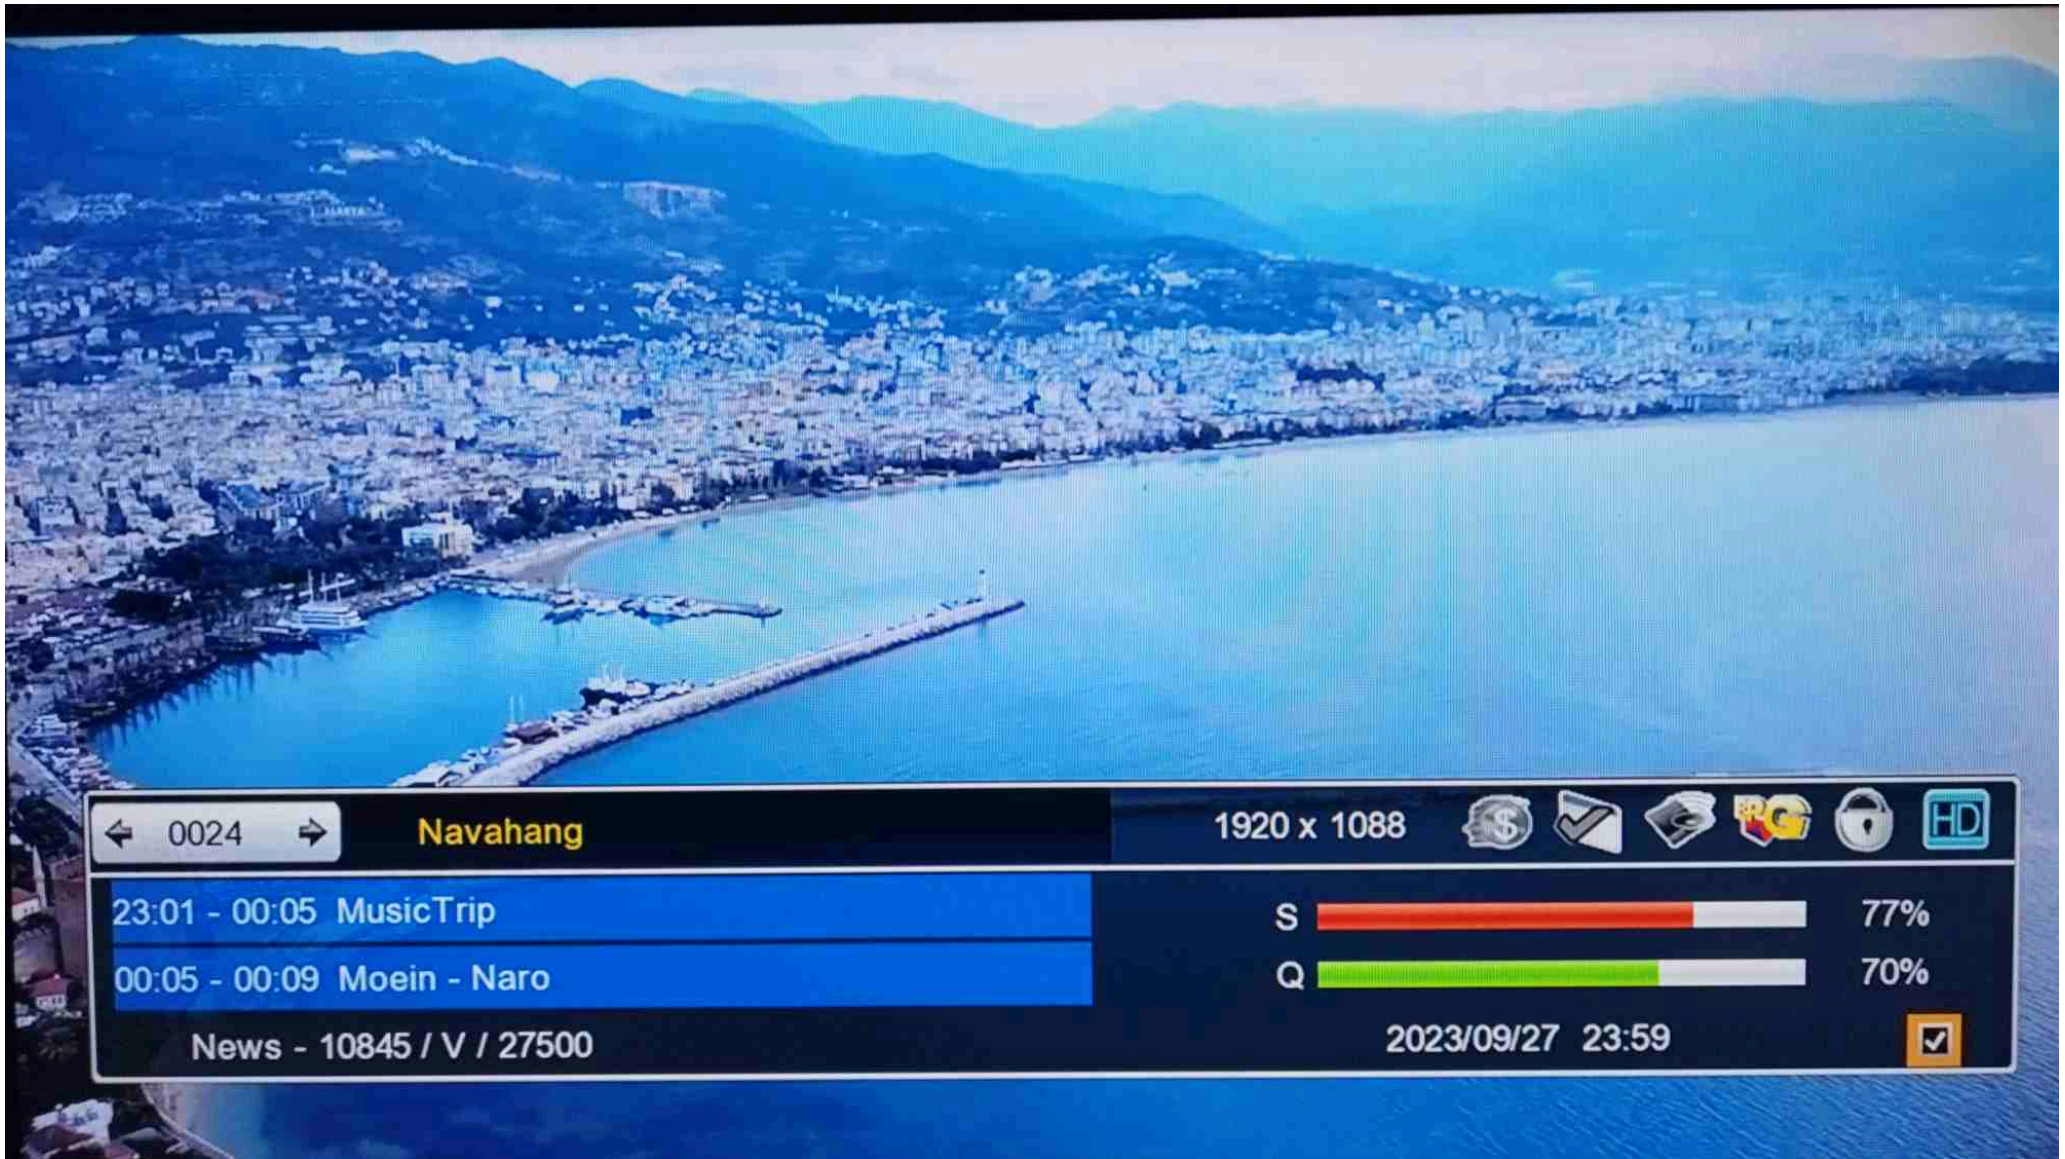 0024 Navahang 1920 x 1088 $ EPG HD
23:01 - 00:05 MusicTrip S 77%
00:05 - 00:09 Moein - Naro Q 70%
News - 10845 / V / 27500 2023/09/27 23:59